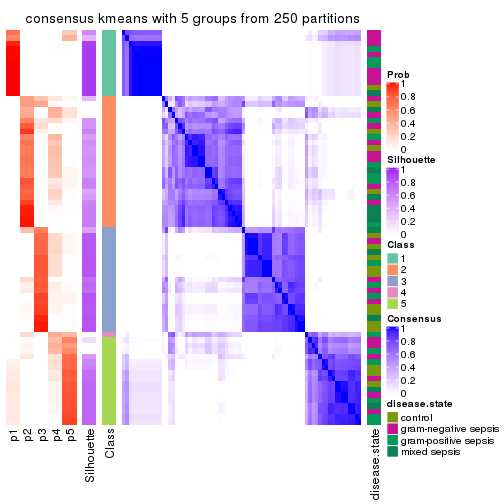 consensus kmeans with 5 groups from 250 partitions
Prob
1
0.8
0.6
0.4
0.2
0
Silhouette
1
0.8
0.6
0.4
0.2
0
Class
1
2
3
4
5
Consensus
1
0.8
0.6
0.4
0.2
0
disease.state
control
gram-negative sepsis
gram-positive sepsis
mixed sepsis
p1
p2
p3
p4
p5
Silhouette
Class
disease.state